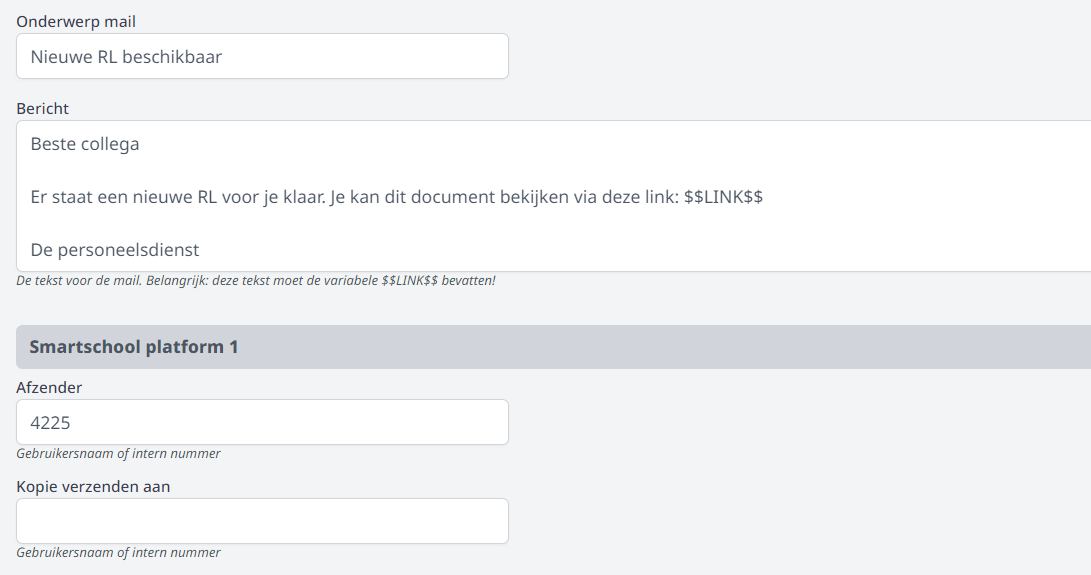 Onderwerp mail
Nieuwe RL beschikbaar
Bericht
Beste collega
Er staat een nieuwe RL voor je klaar. Je kan dit document bekijken via deze link: $$LINK$$
De personeelsdienst
De tekst voor de mail. Belangrijk: deze tekst moet de variabele $$LINK$$ bevatten!
Smartschool platform 1
Afzender
4225
Gebruikersnaam of intern nummer
Kopie verzenden aan
Gebruikersnaam of intern nummer